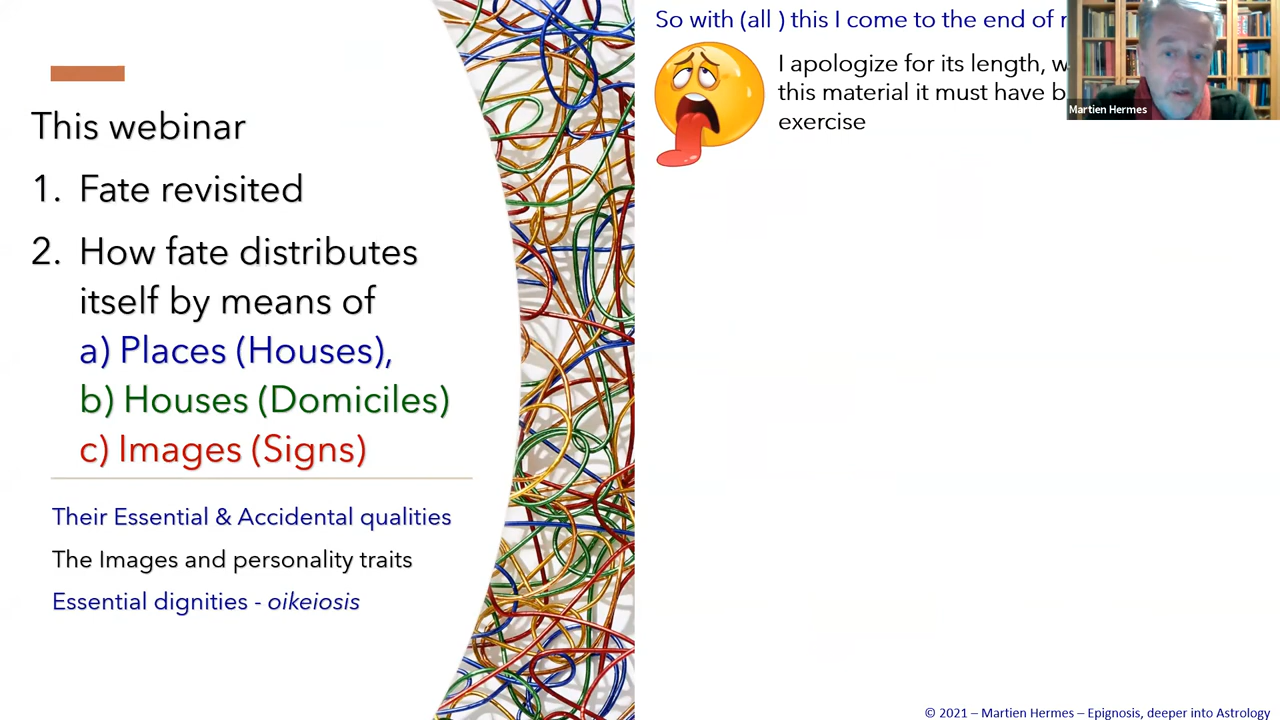 This webinar
1. Fate revisited
2. How fate distributes
itself by means of
a) Places (Houses),
b) Houses (Domiciles)
c) Images (Signs)
Their Essential & Accidental qualities
The Images and personality traits
Essential dignities - oikeiosis
So with (all ) this I come to the end of
I apologize for its length,
this material it must have
exercise
Martien Hermes
© 2021 – Martien Hermes – Epignosis, deeper into Astrology